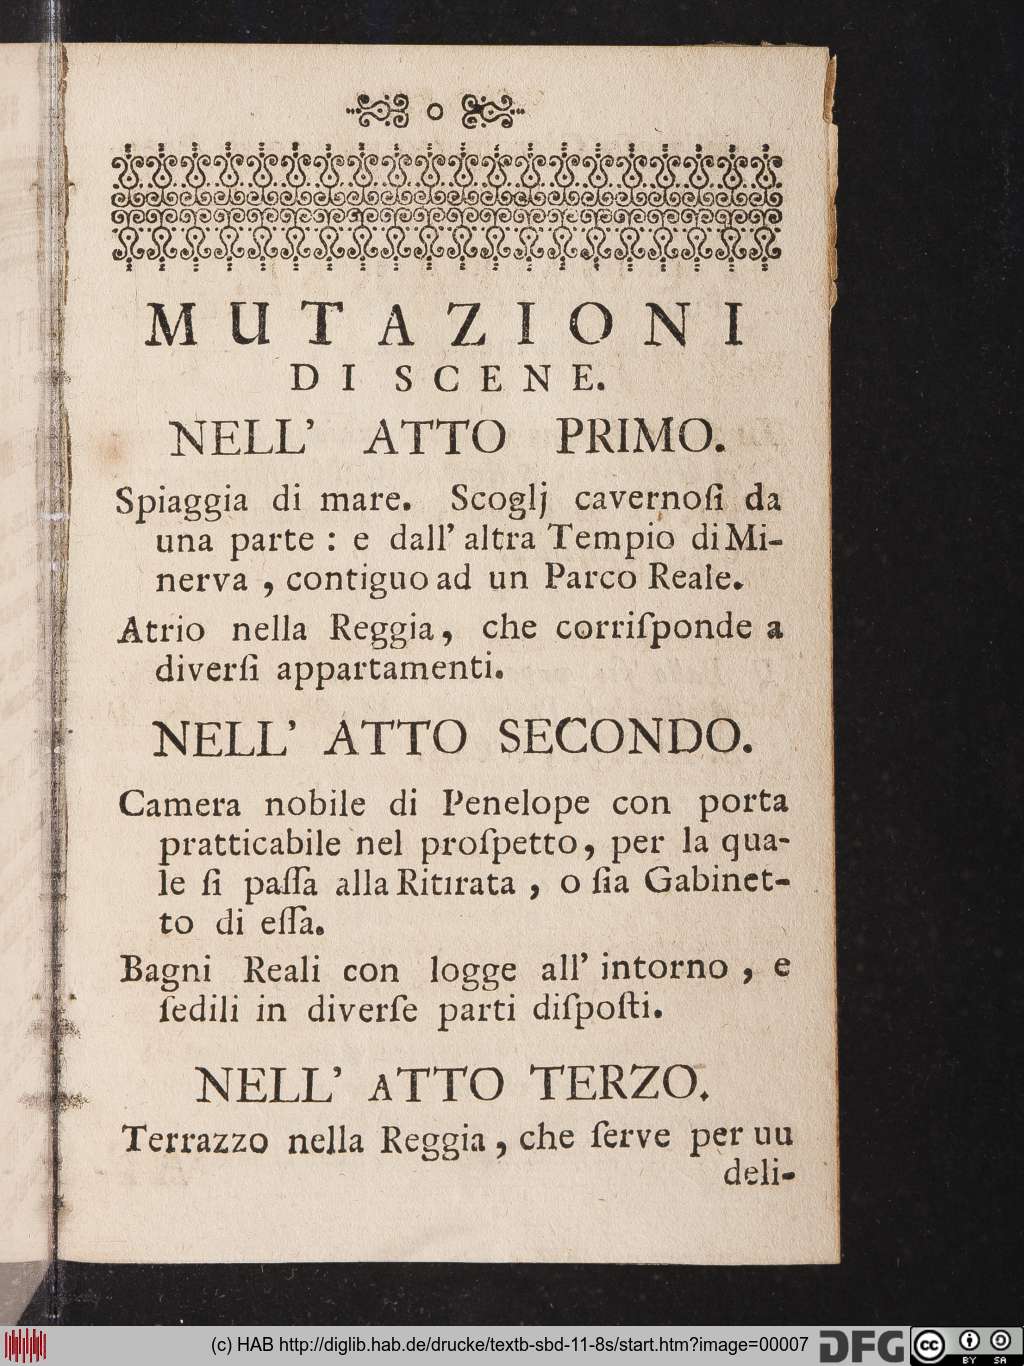 O
MUTAZIONI
DI SCENE.
NELL' ATTO PRIMO.
Spiaggia di mare. Scoglj cavernoſi da
una parte : e dall' altra Tempio di Mi-
nerva , contiguo ad un Parco Reale.
Atrio nella Reggia, che corriſponde a
diverſi appartamenti.
NELL' ATTO SECONDO.
Camera nobile di Penelope con porta
pratticabile nel proſpetto, per la qua-
le ſi paſſa alla Ritirata , o ſia Gabinet-
to di eſſa.
Bagni Reali con logge all' intorno , e
ſedili in diverſe parti diſpoſti.
NELL' ATTO TERZO.
Terrazzo nella Reggia , che ſerve per uu
deli-
(c) HAB http://diglib.hab.de/drucke/textb-sbd-11-8s/start.htm?image=00007
DFG
cc BY SA